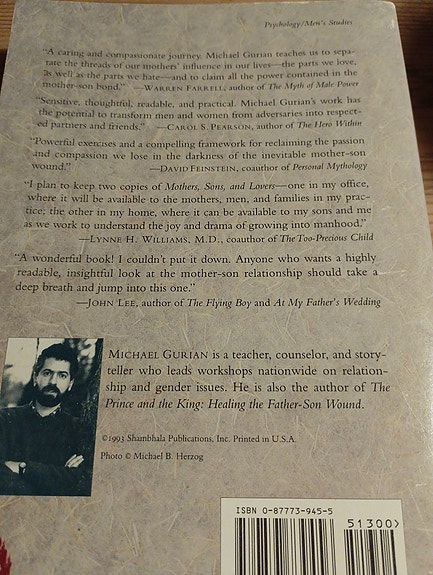 Psychology/Men's Studies
"A caring and compassionate journey. Michael Gurian teaches us to sepa-
rate the threads of our mothers' influence in our lives—the parts we love,
as well as the parts we hate—and to claim all the power contained in the
mother-son bond." —WARREN FARRELL, author of The Myth of Male Power
"Sensitive, thoughtful, readable, and practical. Michael Gurian's work has
the potential to transform men and women from adversaries into respect-
ed partners and friends." —CAROL S. PEARSON, author of The Hero Within
"Powerful exercises and a compelling framework for reclaiming the passion
and compassion we lose in the darkness of the inevitable mother-son
wound." —DAVID FEINSTEIN, coauthor of Personal Mythology
"I plan to keep two copies of Mothers, Sons, and Lovers—one in my office,
where it will be available to the mothers, men, and families in my prac-
tice; the other in my home, where it can be available to my sons and me
as we work to understand the joy and drama of growing into manhood."
—LYNNE H. WILLIAMS, M.D., coauthor of The Too-Precious Child
"A wonderful book! I couldn't put it down. Anyone who wants a highly
readable, insightful look at the mother-son relationship should take a
deep breath and jump into this one."
—JOHN LEE, author of The Flying Boy and At My Father's Wedding
MICHAEL GURIAN is a teacher, counselor, and story-
teller who leads workshops nationwide on relation-
ship and gender issues. He is also the author of The
Prince and the King: Healing the Father-Son Wound.
©1993 Shambhala Publications, Inc. Printed in U.S.A.
Photo © Michael B. Herzog
ISBN 0-87773-945-5
51300>